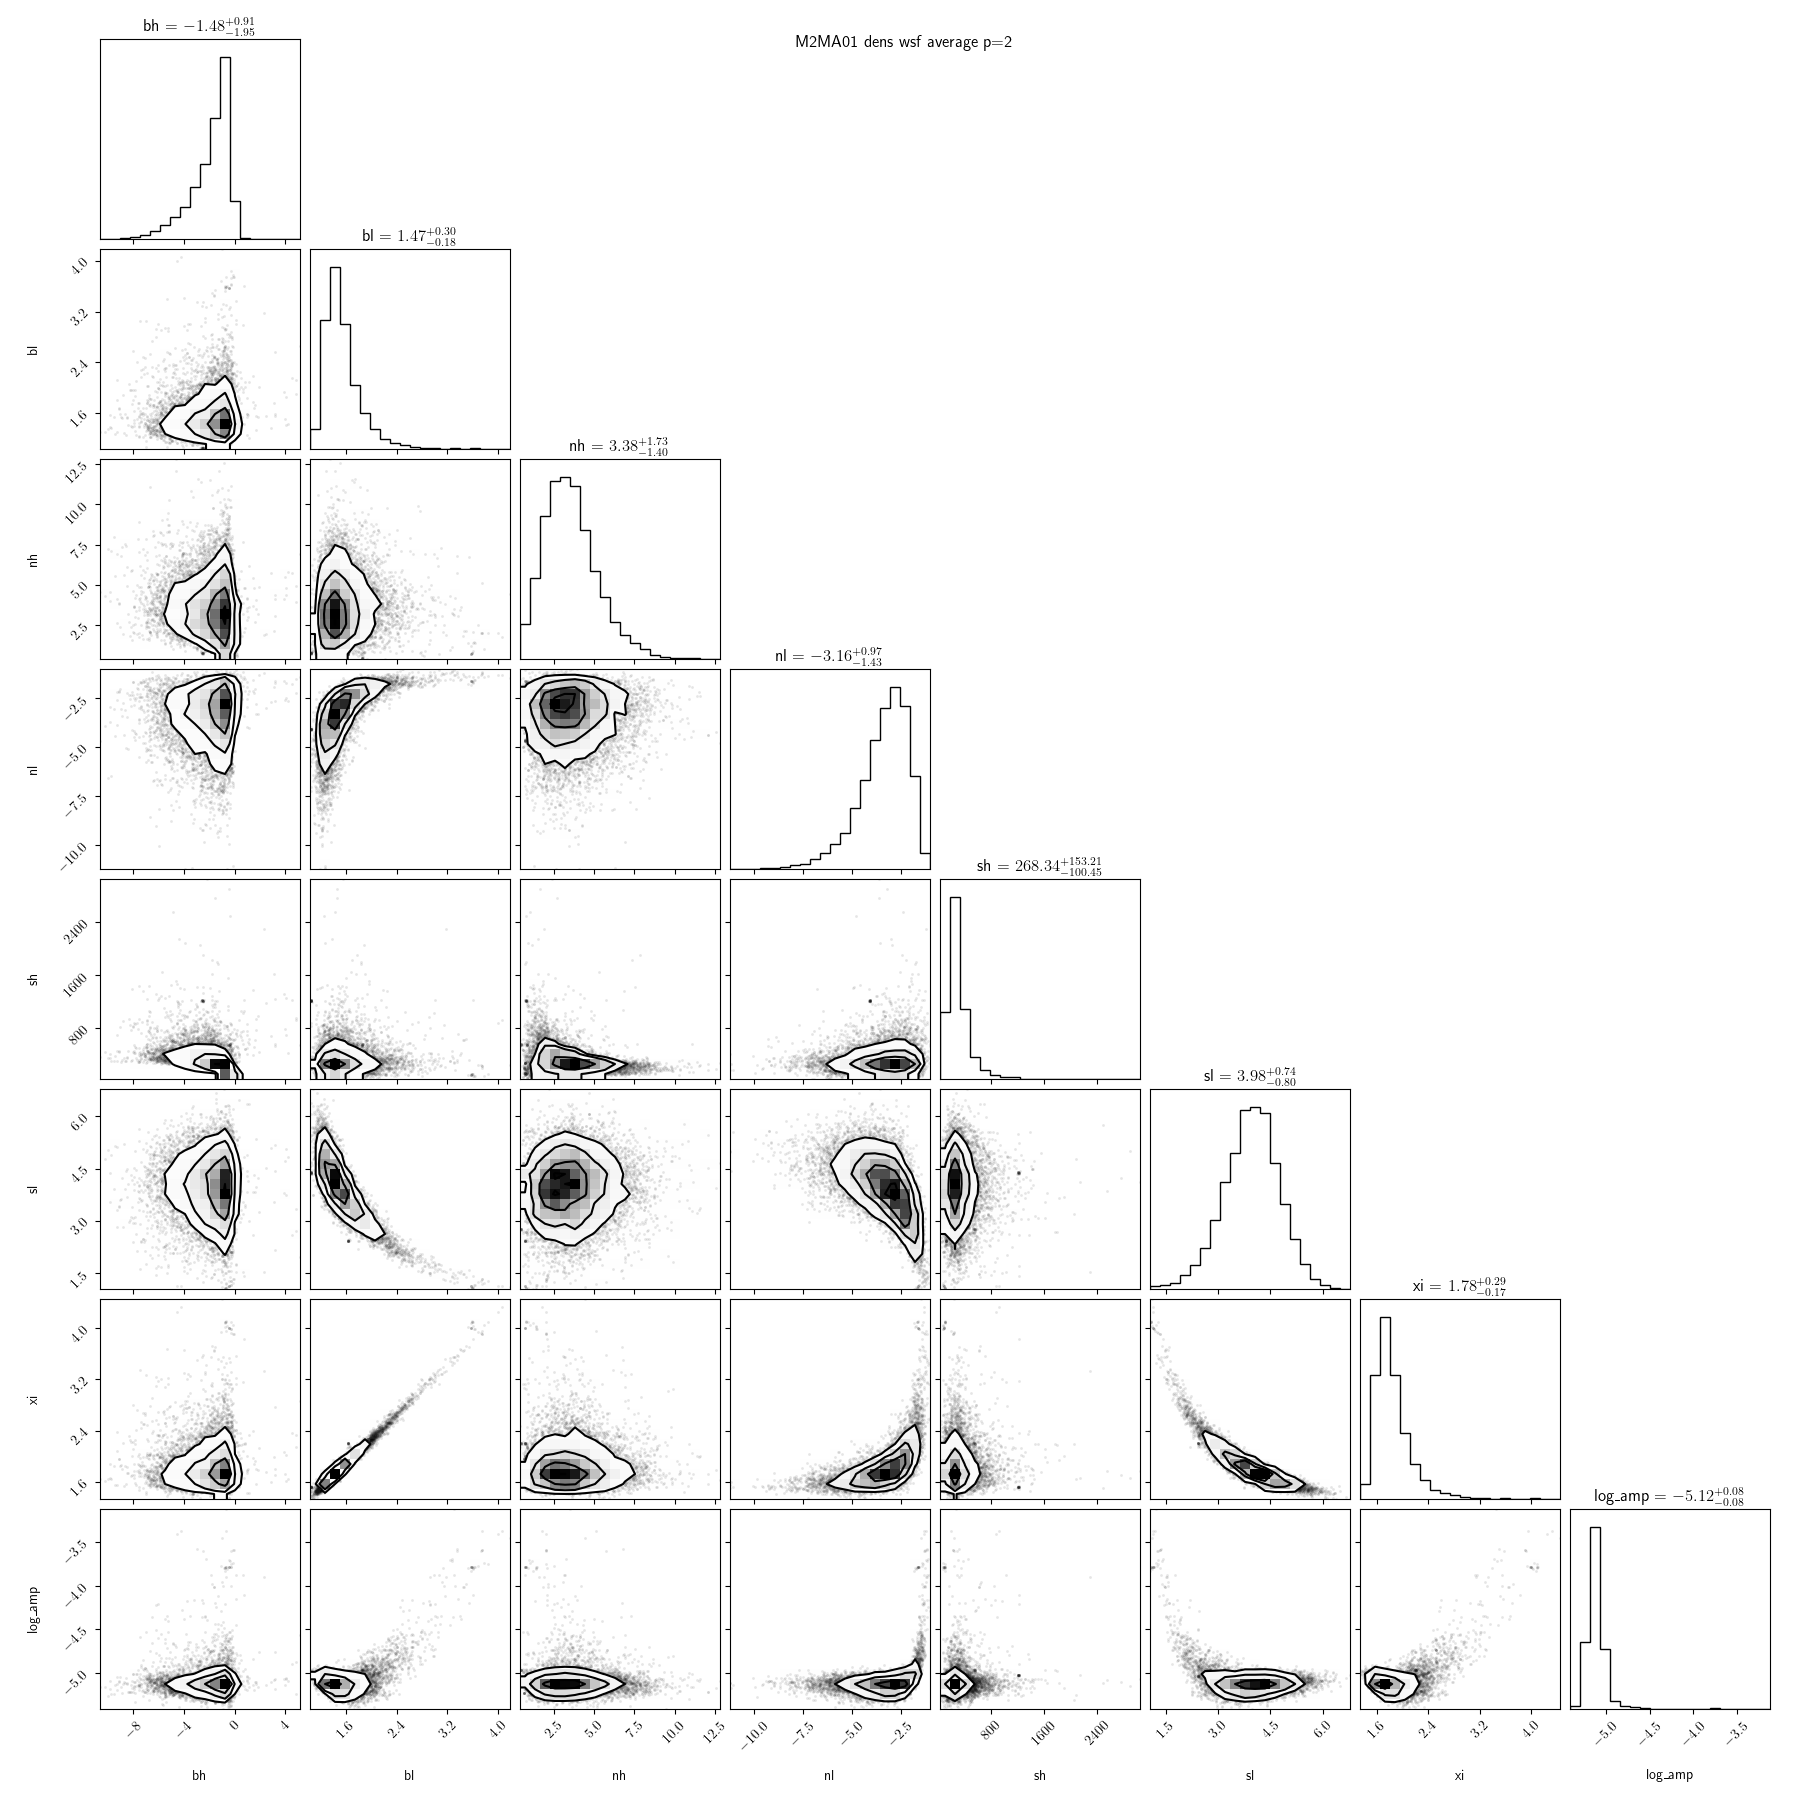 M2MA01 dens wsf average p=2
bh = −1.48+0.91−1.95
bl = 1.47+0.30−0.18
4.0
3.2
2.4
1.6
bl
nh = 3.38+1.73−1.40
12.5
10.0
7.5
5.0
2.5
nh
nl = −3.16+0.97−1.43
−2.5
−5.0
−7.5
−10.0
nl
sh = 268.34+153.21−100.45
2400
1600
800
sh
sl = 3.98+0.74−0.80
6.0
4.5
3.0
1.5
sl
xi = 1.78+0.29−0.17
4.0
3.2
2.4
1.6
xi
log_amp = −5.12+0.08−0.08
−3.5
−4.0
−4.5
−5.0
log_amp
−8 −4 0 4
1.6 2.4 3.2 4.0
2.5 5.0 7.5 10.0 12.5
−10.0 −7.5 −5.0 −2.5
800 1600 2400
1.5 3.0 4.5 6.0
1.6 2.4 3.2 4.0
−5.0 −4.5 −4.0 −3.5
bh bl nh nl sh sl xi log_amp